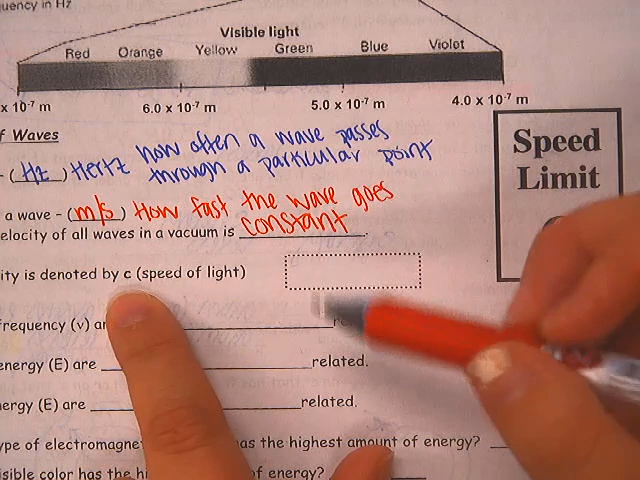 uency in Hz
Visible light
Red Orange Yellow Green Blue Violet
x 10-7 m 6.0 x 10-7 m 5.0 x 10-7 m 4.0 x 10-7 m
f Waves
- (Hz) Hertz how often a wave passes
through a particular point
Speed
Limit
a wave - (m/s) How fast the wave goes
elocity of all waves in a vacuum is constant.
ity is denoted by c (speed of light)
frequency (v) ar
energy (E) are related.
ergy (E) are related.
ype of electromagnet as the highest amount of energy?
isible color has the hi of energy?